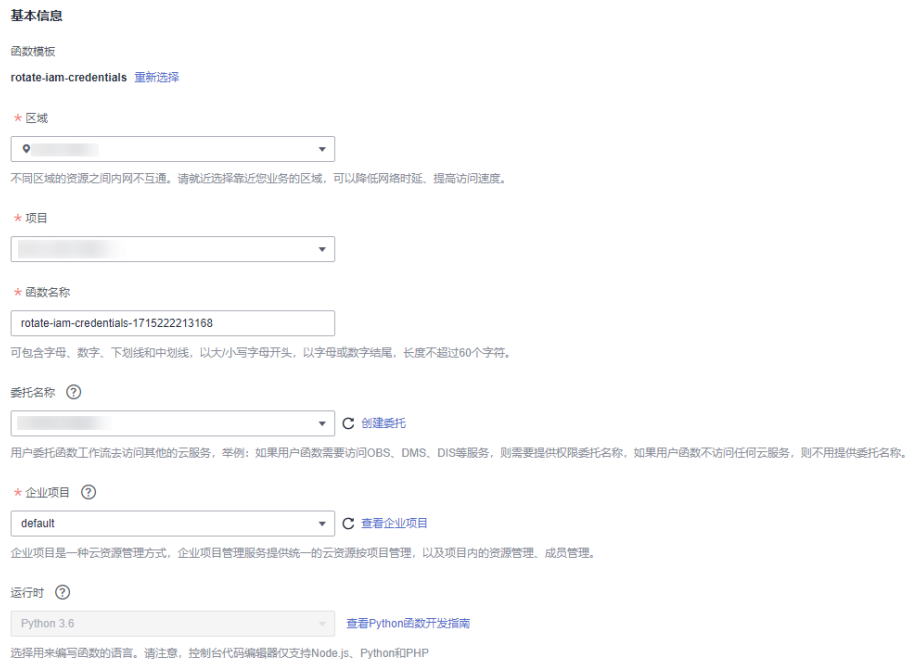 基本信息
函数模板
rotate-iam-credentials 重新选择
* 区域
不同区域的资源之间内网不互通。请就近选择靠近您业务的区域，可以降低网络时延、提高访问速度。
* 项目
* 函数名称
rotate-iam-credentials-1715222213168
可包含字母、数字、下划线和中划线，以大/小写字母开头，以字母或数字结尾，长度不超过60个字符。
委托名称 ?
创建委托
用户委托函数工作流去访问其他的云服务，举例：如果用户函数需要访问OBS、DMS、DIS等服务，则需要提供权限委托名称，如果用户函数不访问任何云服务，则不用提供委托名称。
* 企业项目 ?
default 查看企业项目
企业项目是一种云资源管理方式，企业项目管理服务提供统一的云资源按项目管理，以及项目内的资源管理、成员管理。
运行时 ?
Python 3.6 查看Python函数开发指南
选择用来编写函数的语言。请注意，控制台代码编辑器仅支持Node.js、Python和PHP